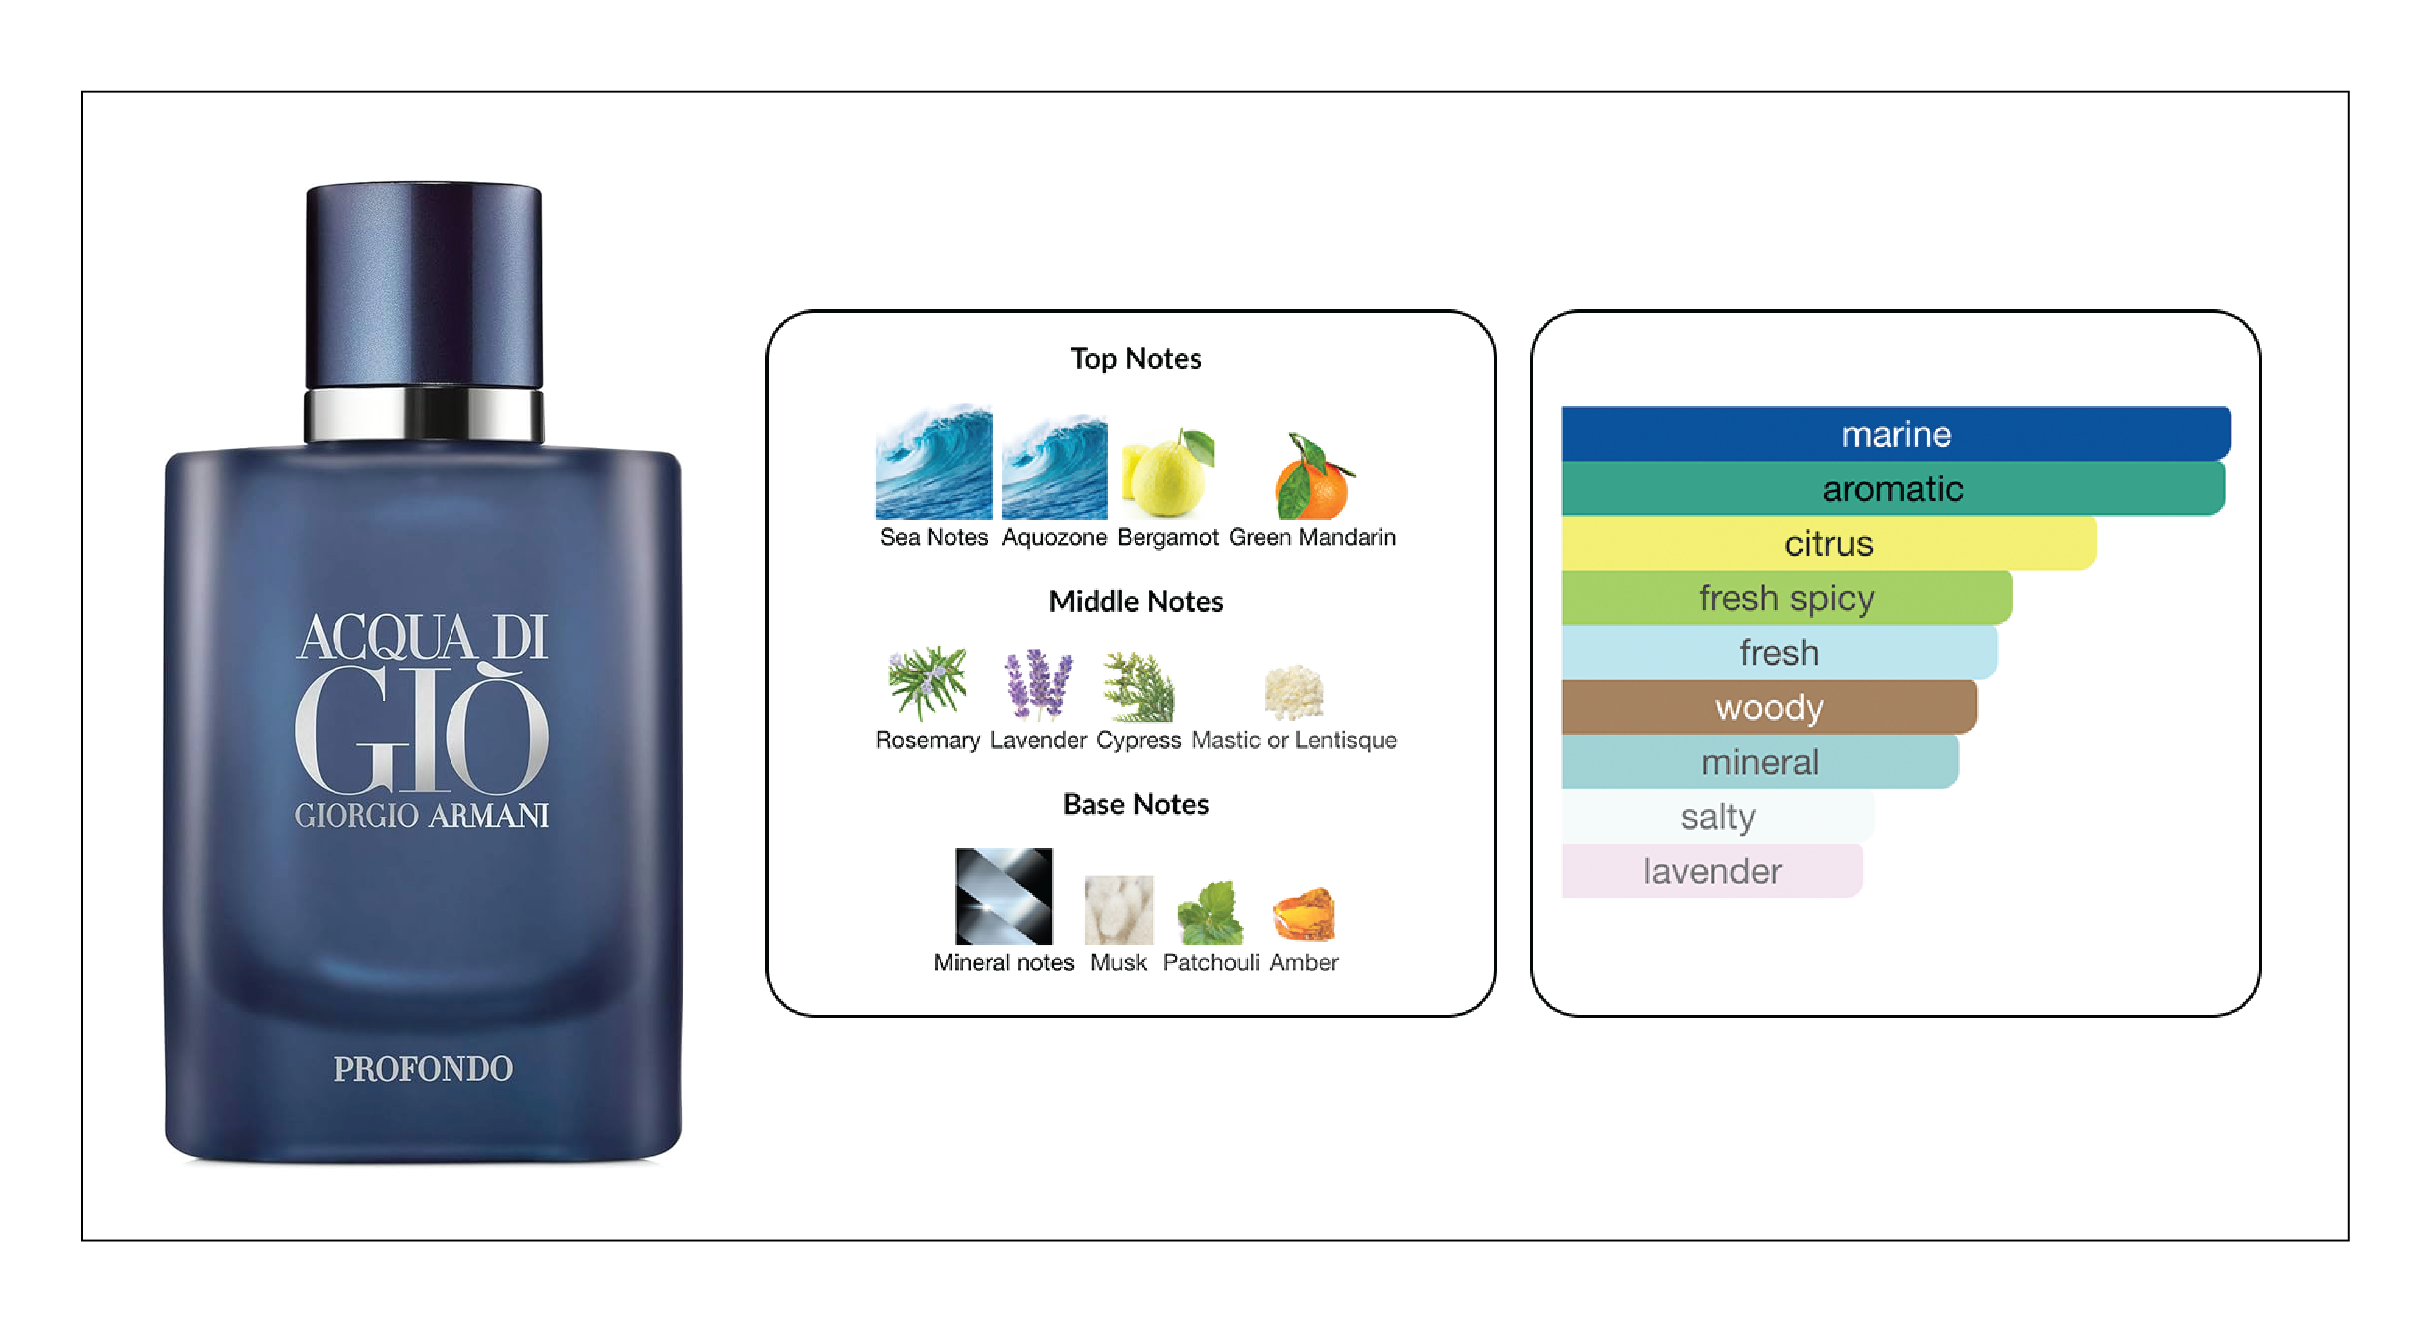 ACQUA DI
GIÒ
GIORGIO ARMANI
PROFONDO
Top Notes
Sea Notes Aquozone Bergamot Green Mandarin
Middle Notes
Rosemary Lavender Cypress Mastic or Lentisque
Base Notes
Mineral notes Musk Patchouli Amber
marine
aromatic
citrus
fresh spicy
fresh
woody
mineral
salty
lavender